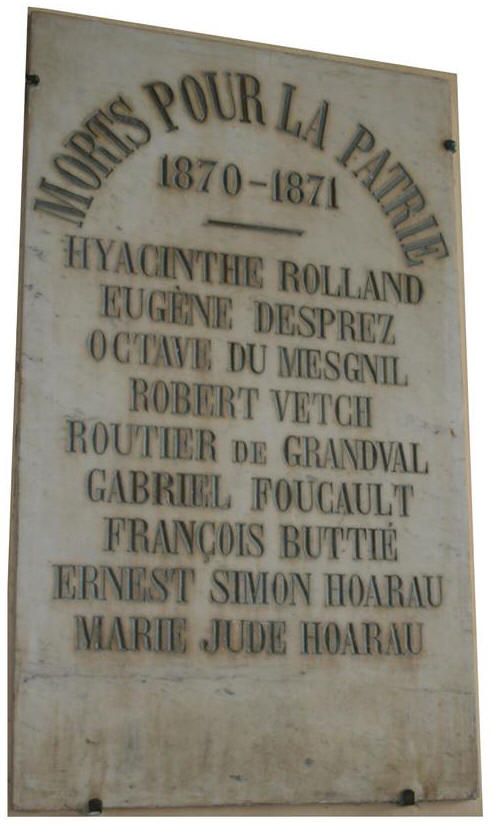 MORTS POUR LA PATRIE
1870-1871
HYACINTHE ROLLAND
EUGÈNE DESPREZ
OCTAVE DU MESGNIL
ROBERT VETCH
ROUTIER DE GRANDVAL
GABRIEL FOUCAULT
FRANÇOIS BUTTIÉ
ERNEST SIMON HOARAU
MARIE JUDE HOARAU